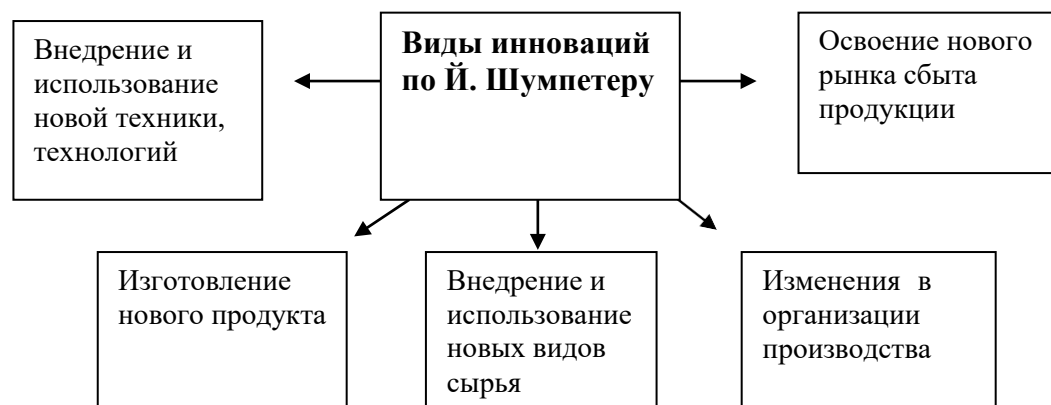 Внедрение и
использование
новой техники,
технологий
Виды инноваций
по Й. Шумпетеру
Освоение нового
рынка сбыта
продукции
Изготовление
нового продукта
Внедрение и
использование
новых видов
сырья
Изменения в
организации
производства